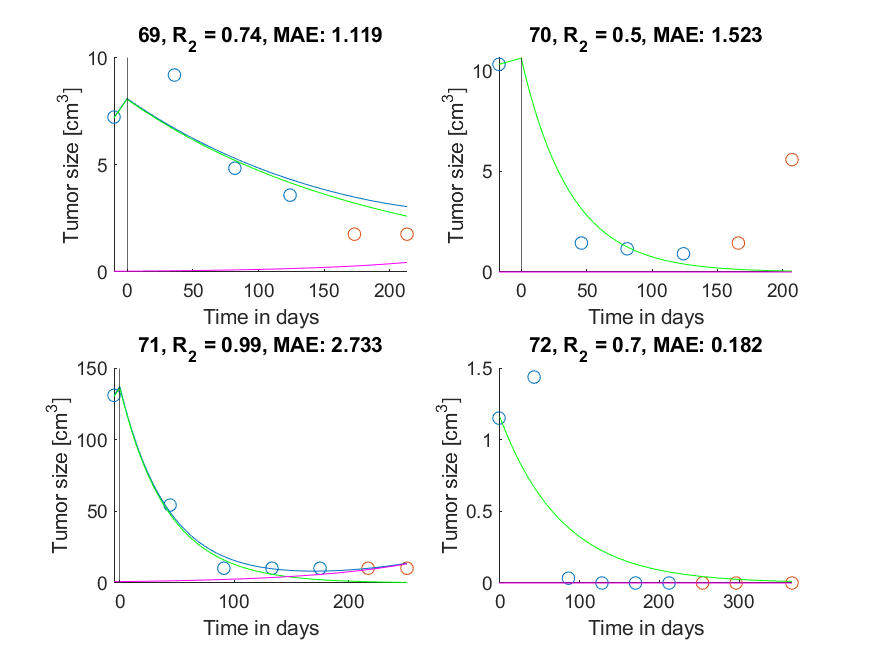 69, R2 = 0.74, MAE: 1.119
10
5
0
Tumor size [cm3]
0
50
100
150
200
Time in days
70, R2 = 0.5, MAE: 1.523
10
5
0
Tumor size [cm3]
0
50
100
150
200
Time in days
71, R2 = 0.99, MAE: 2.733
150
100
50
0
Tumor size [cm3]
0
100
200
Time in days
72, R2 = 0.7, MAE: 0.182
1.5
1
0.5
0
Tumor size [cm3]
0
100
200
300
Time in days